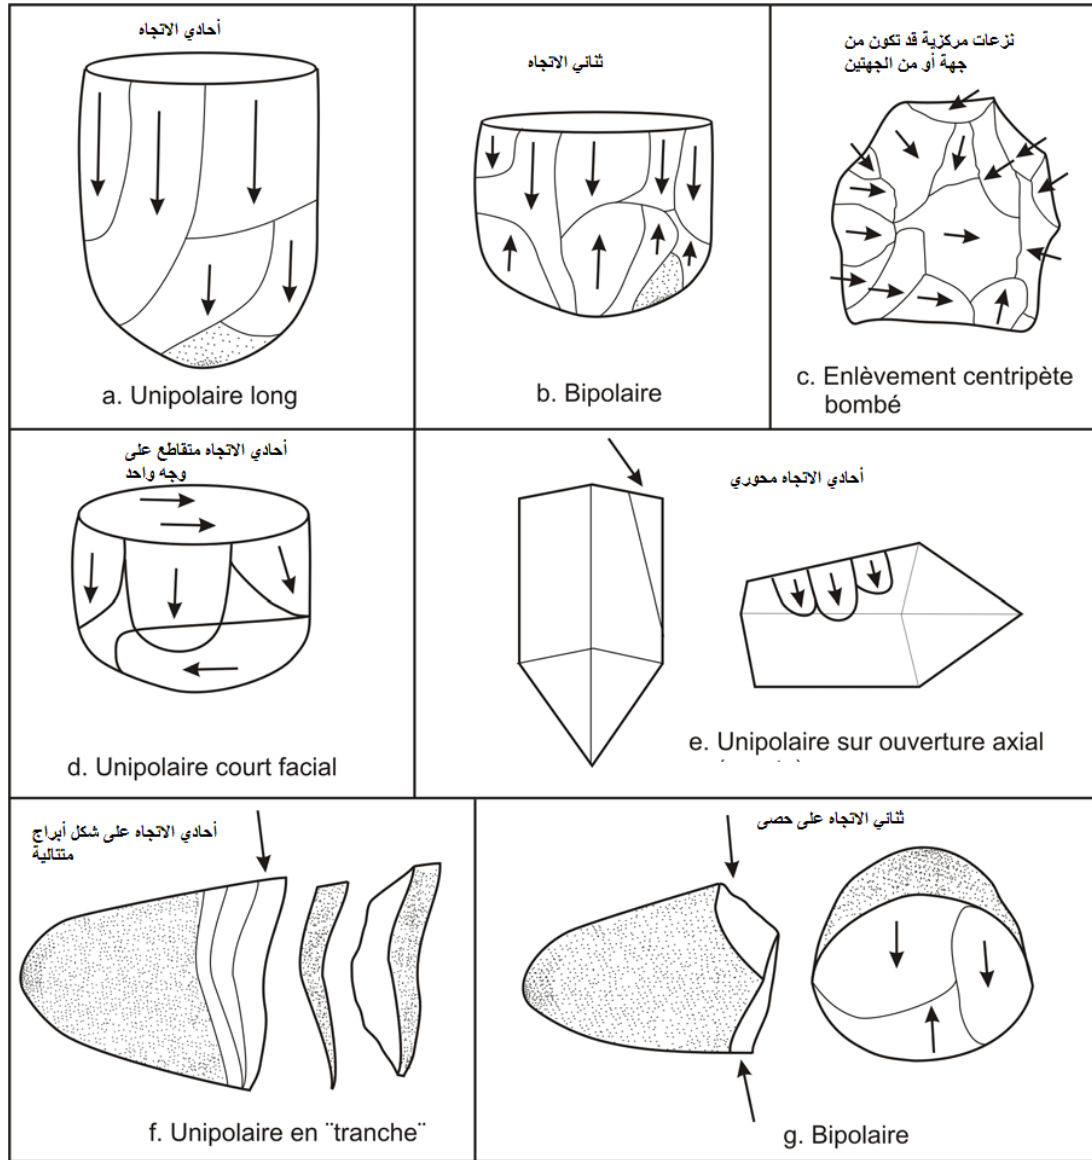 أحادي الاتجاه
a. Unipolaire long
ثنائي الاتجاه
b. Bipolaire
نزعات مركزية قد تكون من
جهة أو من الجهتين
c. Enlèvement centripète
bombé
أحادي الاتجاه متقاطع على
وجه واحد
d. Unipolaire court facial
أحادي الاتجاه محوري
e. Unipolaire sur ouverture axial
أحادي الاتجاه على شكل أبراج
متتالية
f. Unipolaire en ¨tranche¨
ثنائي الاتجاه على حصى
g. Bipolaire